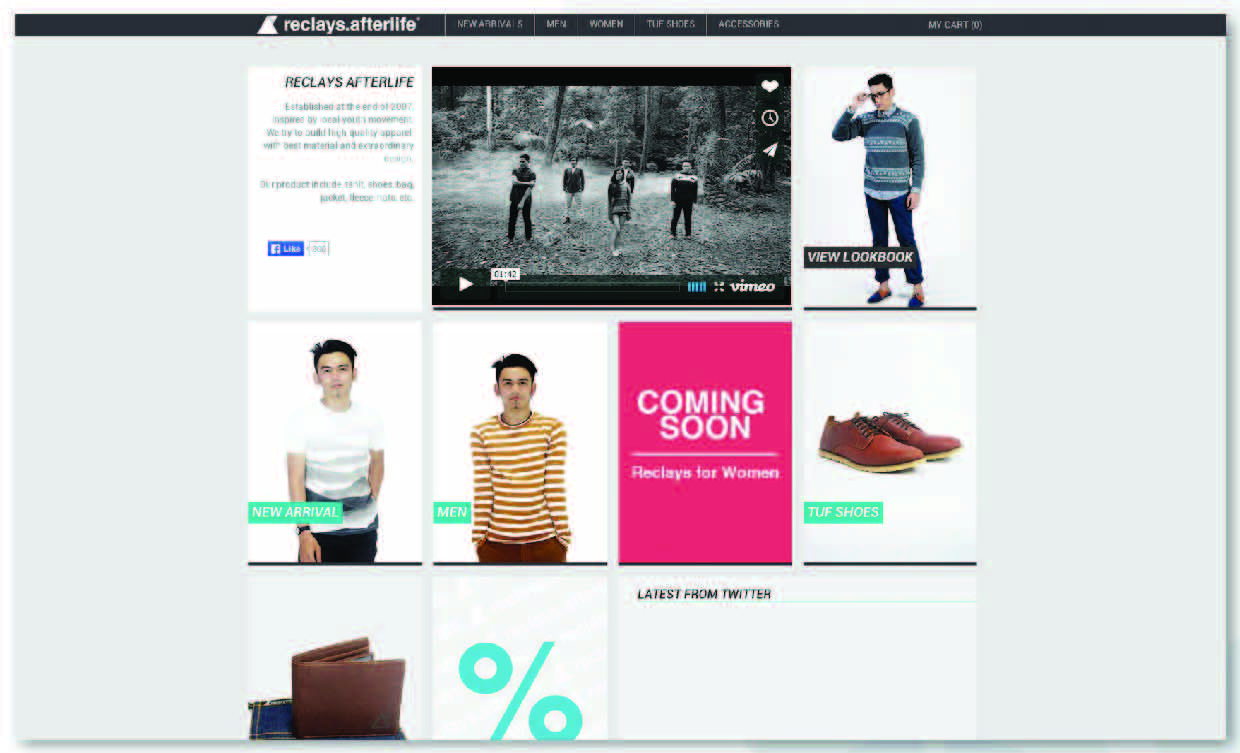 reclays.afterlife
NEW ARRIVALS
MEN
WOMEN
TUF SHOES
ACCESSORIES
MY CART (0)
RECLAYS AFTERLIFE
Established at the end of 2007,
inspired by local youth movement.
We try to build high quality apparel
with best material and extraordinary
design.
Our product include tshirt, shoes, bag,
jacket, fleece, hats, etc.
Like
01:42
vimeo
VIEW LOOKBOOK
NEW ARRIVAL
MEN
COMING
SOON
Reclays for Women
TUF SHOES
%
LATEST FROM TWITTER